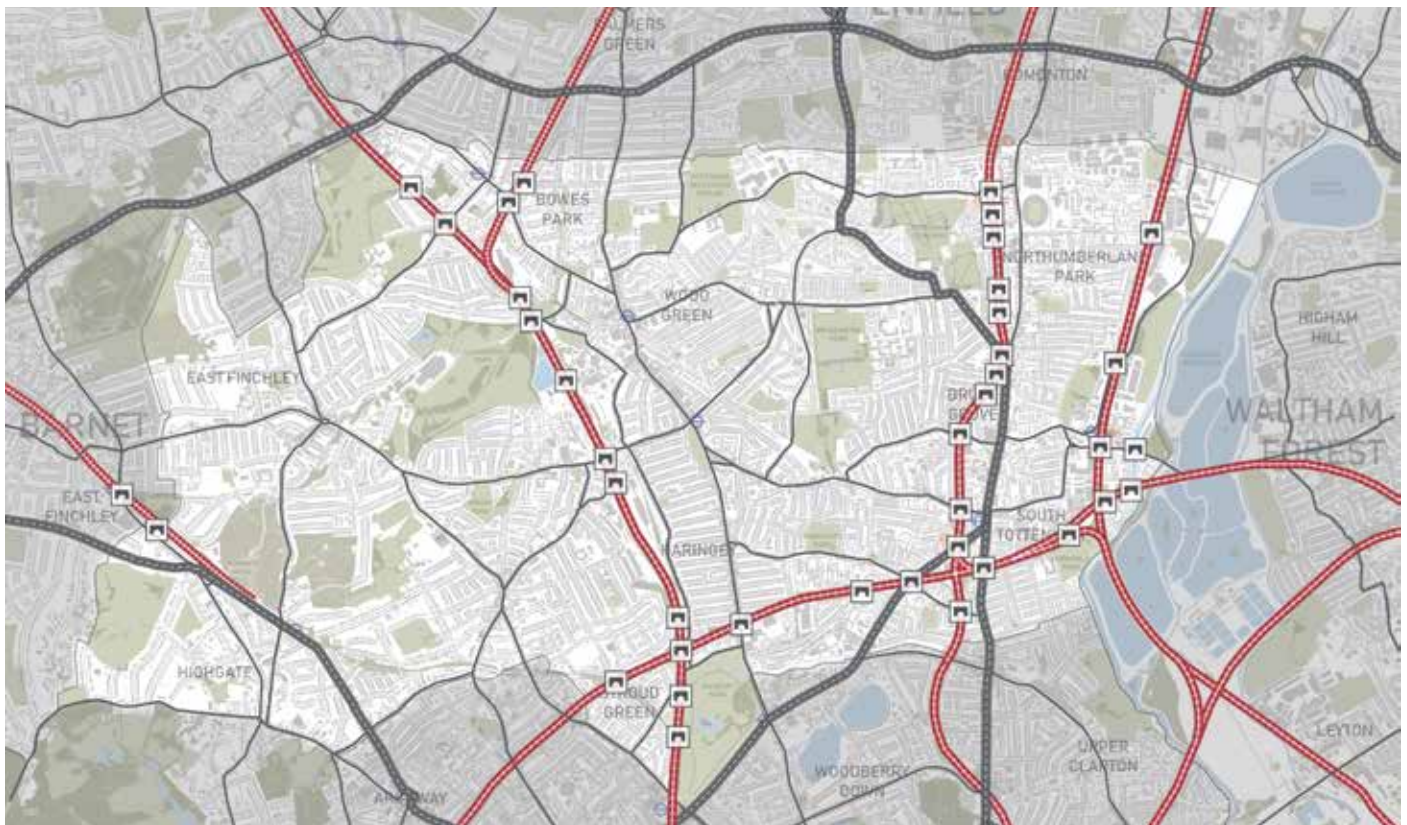 ENFIELD
PALMERS
GREEN
EDMONTON
BOWES
PARK
NORTHUMBERLAND
PARK
WOOD
GREEN
HIGHAM
HILL
EAST FINCHLEY
BARNET
WALTHAM
FOREST
EAST
FINCHLEY
SOUTH
HARINGEY
HIGHGATE
STROUD
GREEN
UPPER
CLAPTON
LEYTON
WOODBERRY
DOWN
ARCHWAY